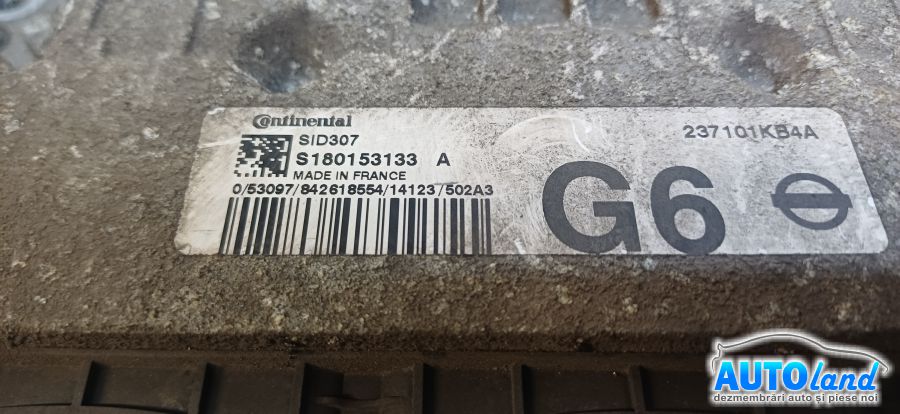 Continental
SID307
S180153133 A
MADE IN FRANCE
0/53097/842618554/14123/502A3
237101KB4A
G6
AUTOland
dezmembrări auto și piese noi